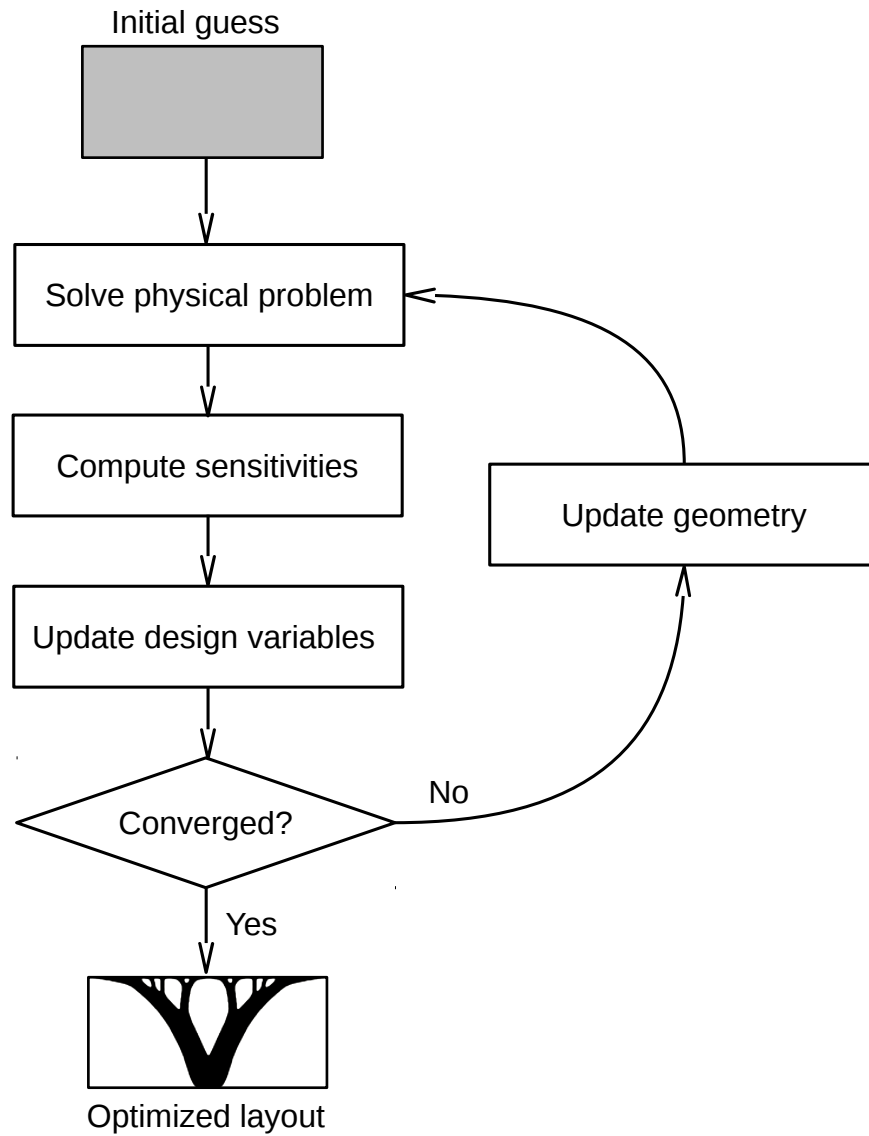 Initial guess
Solve physical problem
Compute sensitivities
Update geometry
Update design variables
No
Converged?
Yes
Optimized layout